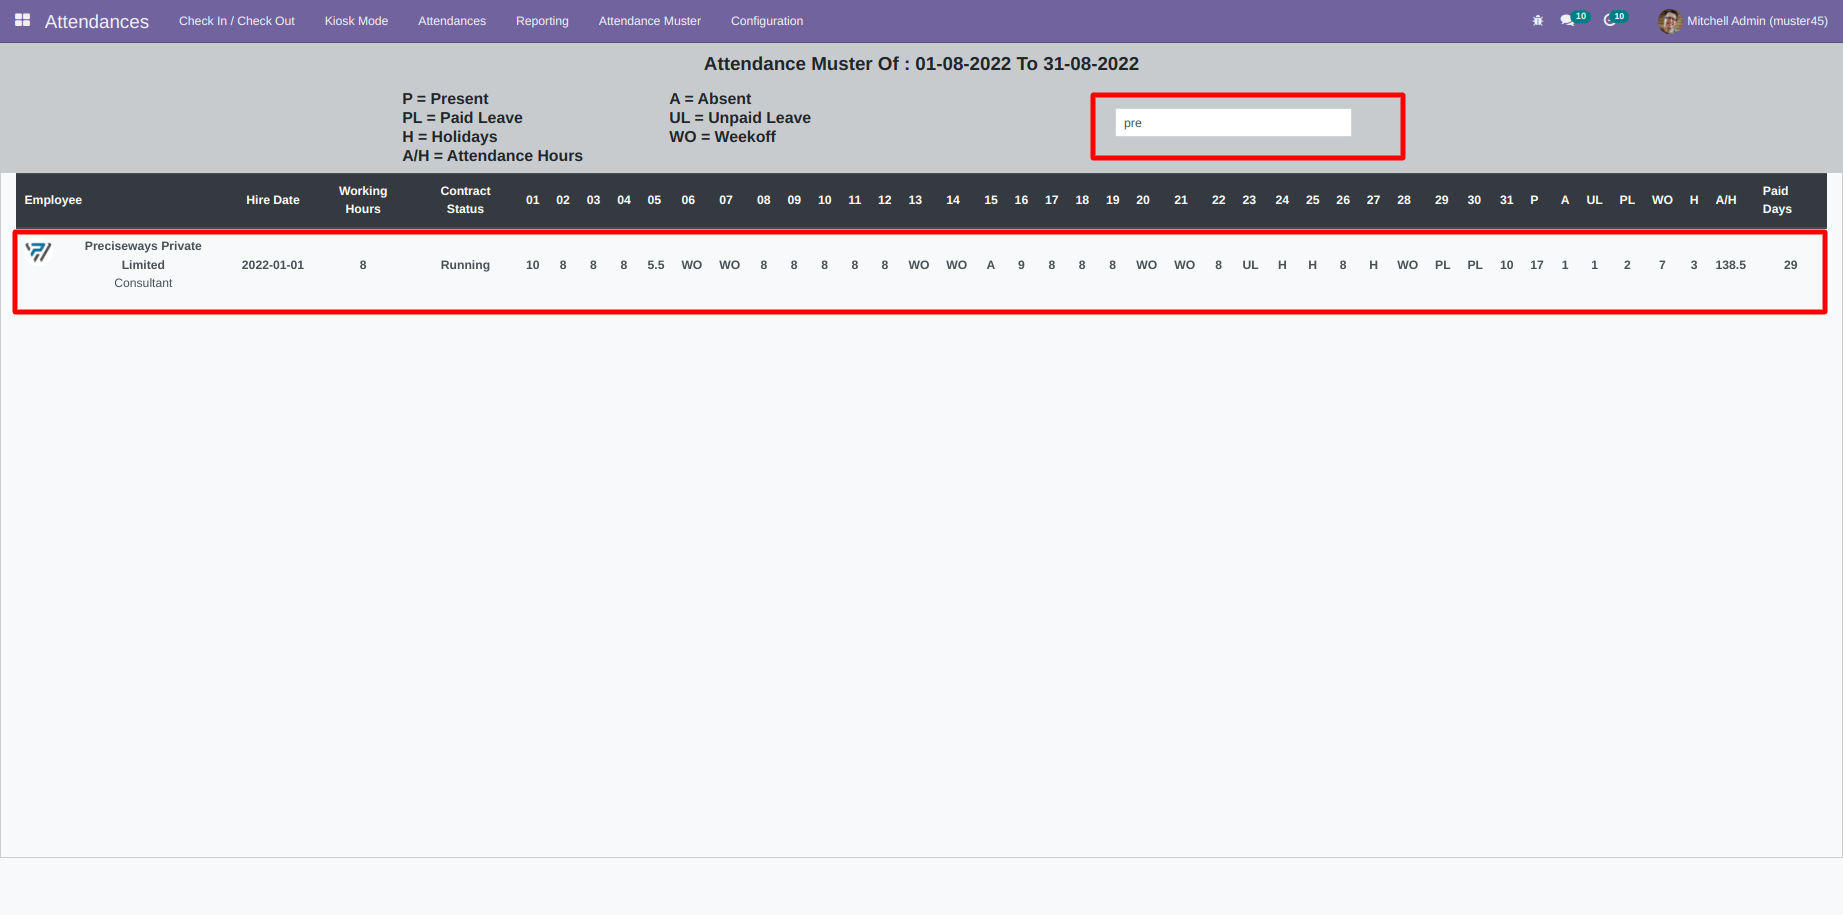 Attendances Check In / Check Out Kiosk Mode Attendances Reporting Attendance Muster Configuration 10 10 Mitchell Admin (muster45)
Attendance Muster Of : 01-08-2022 To 31-08-2022
P = Present A = Absent
PL = Paid Leave UL = Unpaid Leave
H = Holidays WO = Weekoff
A/H = Attendance Hours
pre
Employee Hire Date Working Hours Contract Status 01 02 03 04 05 06 07 08 09 10 11 12 13 14 15 16 17 18 19 20 21 22 23 24 25 26 27 28 29 30 31 P A UL PL WO H A/H Paid Days
Preciseways Private
Limited
Consultant
2022-01-01 8 Running 10 8 8 8 5.5 WO WO 8 8 8 8 8 WO WO A 9 8 8 8 WO WO 8 UL H H 8 H WO PL PL 10 17 1 1 2 7 3 138.5 29